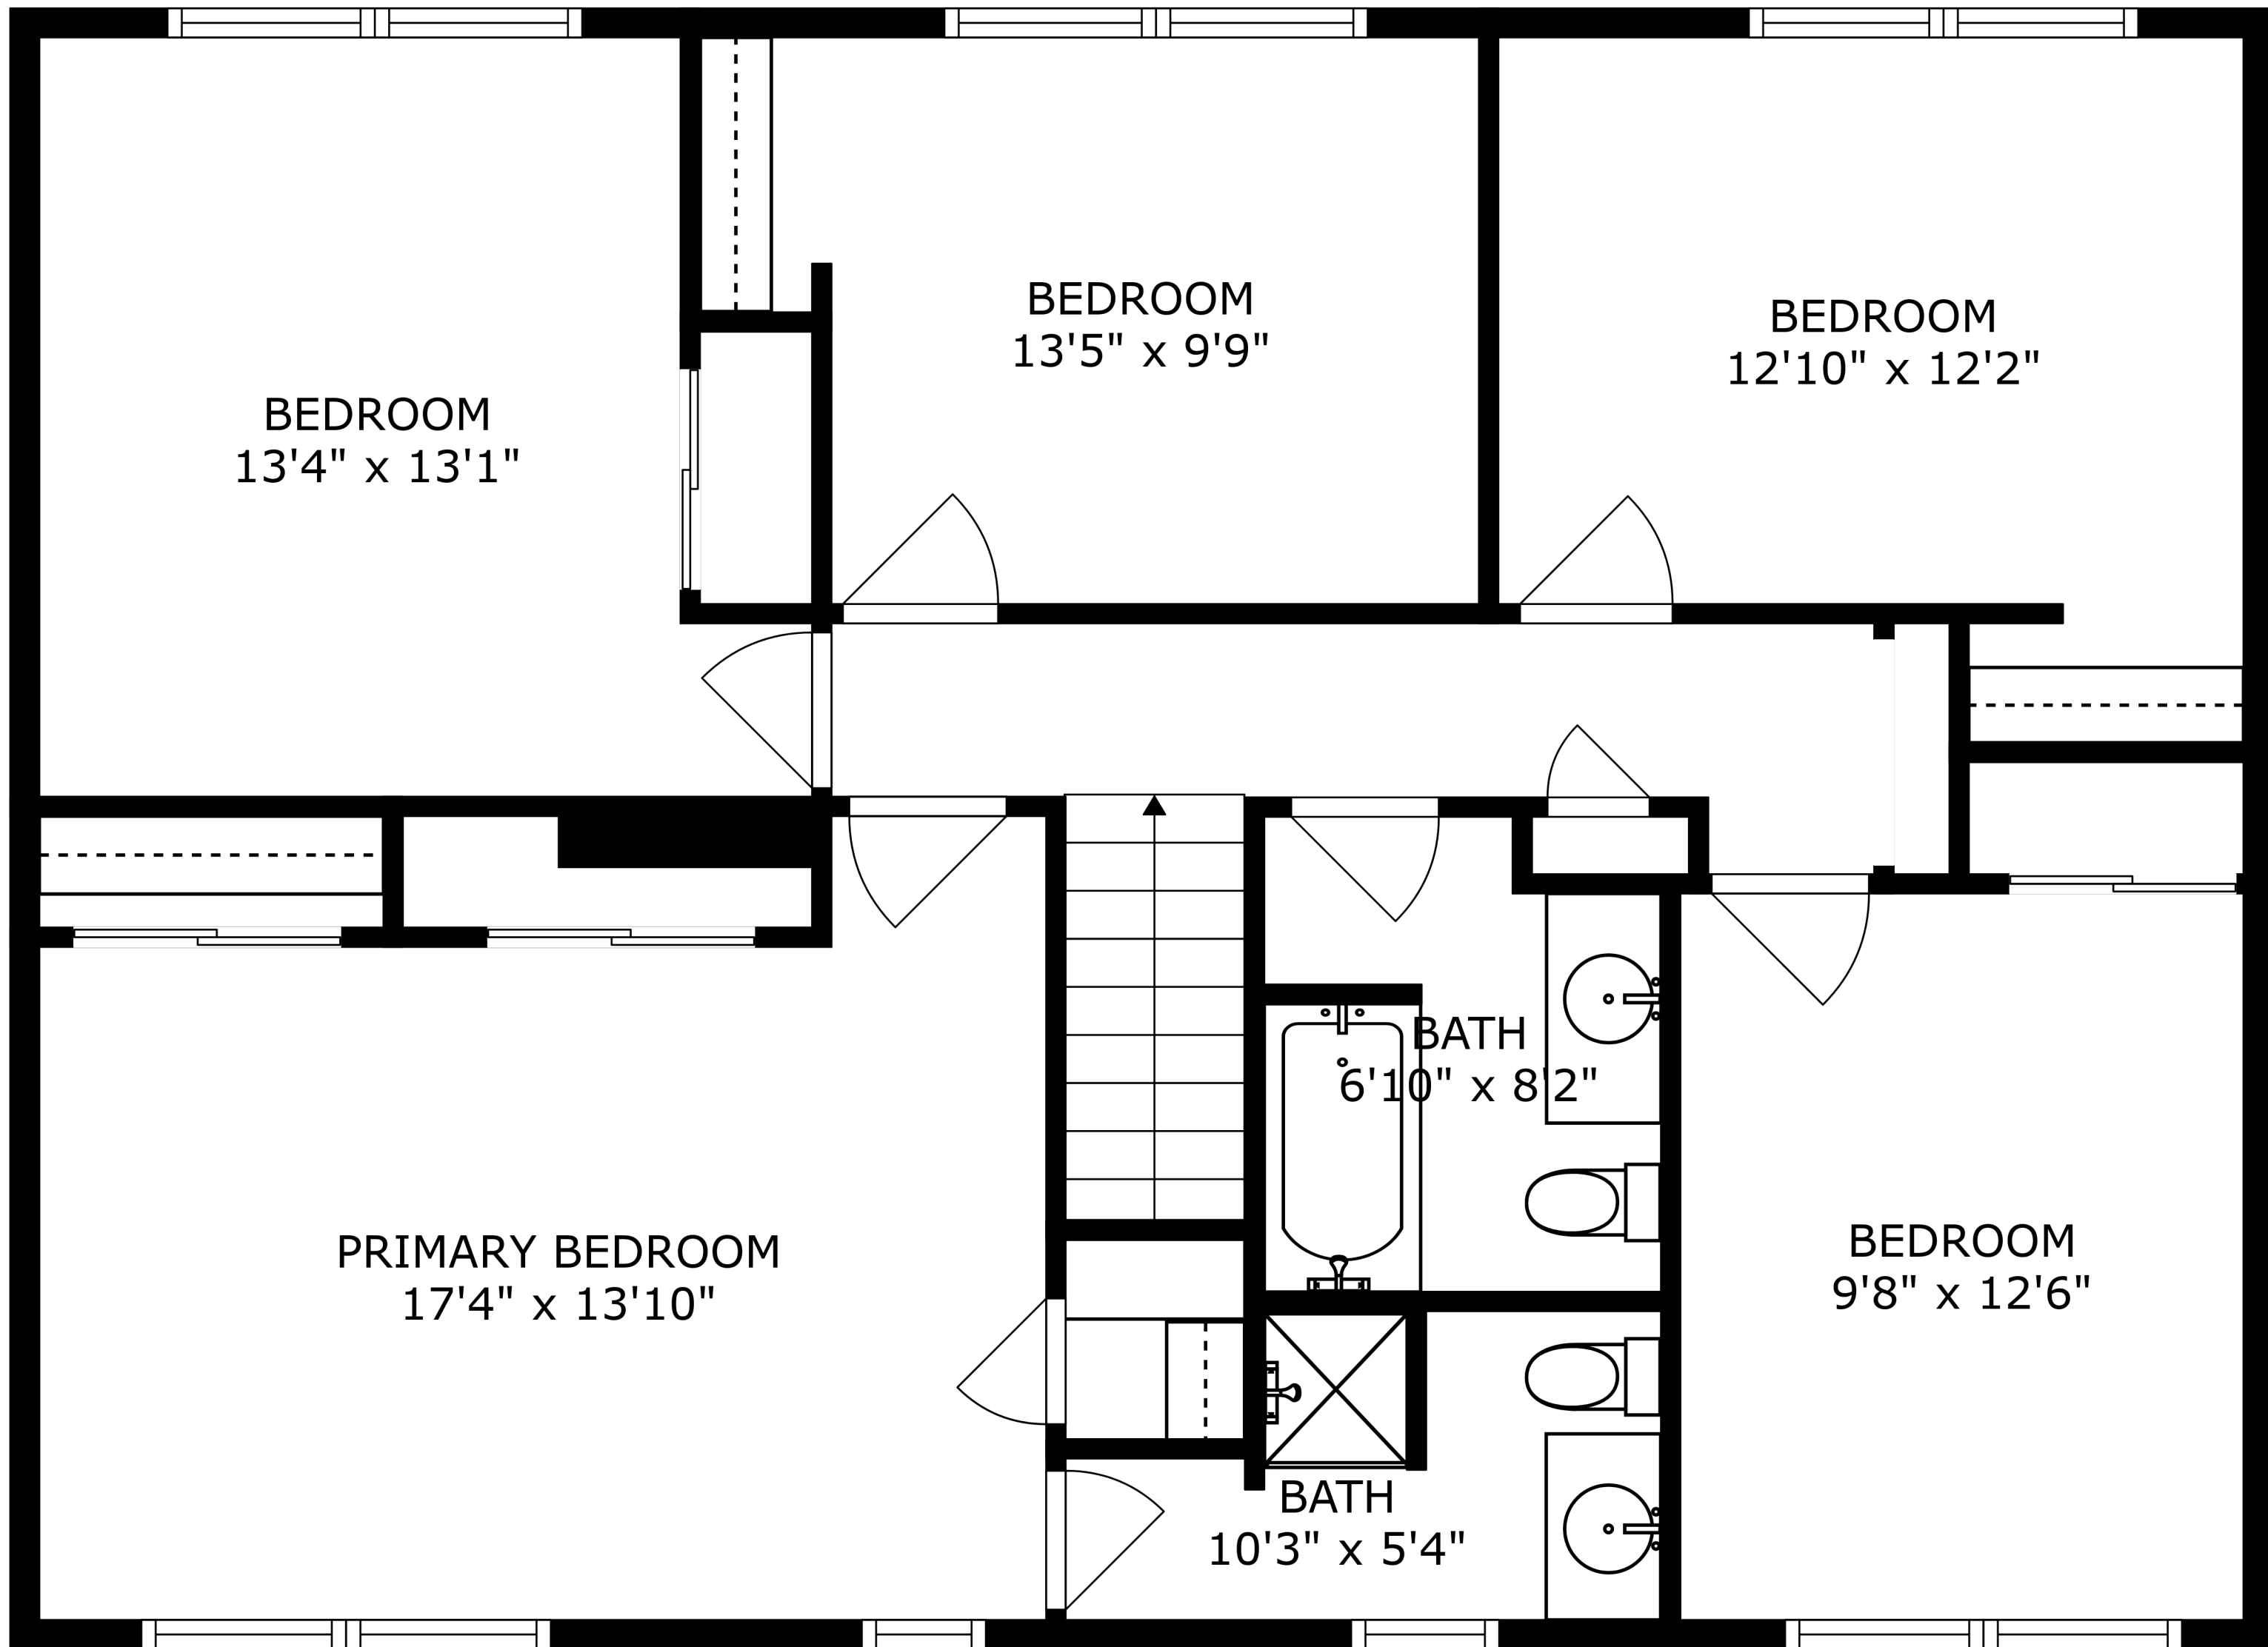 BEDROOM
13'4" x 13'1"
BEDROOM
13'5" x 9'9"
BEDROOM
12'10" x 12'2"
BATH
6'10" x 8'2"
PRIMARY BEDROOM
17'4" x 13'10"
BEDROOM
9'8" x 12'6"
BATH
10'3" x 5'4"